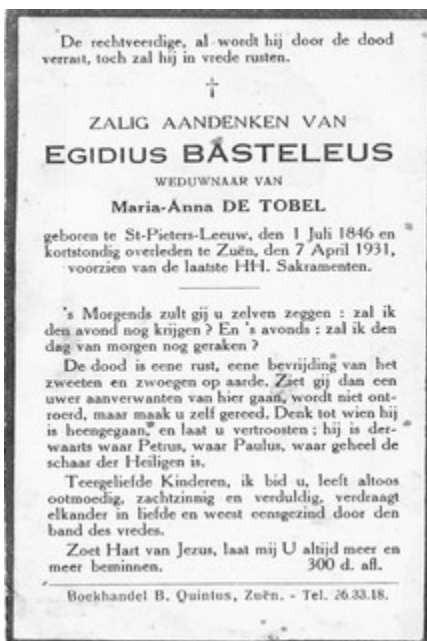 De rechtveerdige, al wordt hij door de dood
verrast, toch zal hij in vrede rusten.
†
ZALIG AANDENKEN VAN
EGIDIUS BASTELEUS
WEDUWNAAR VAN
Maria-Anna DE TOBEL
geboren te St-Pieters-Leeuw, den 1 Juli 1846 en
kortstondig overleden te Zuën, den 7 April 1931,
voorzien van de laatste HH. Sakramenten.
's Morgends zult gij u zelven zeggen : zal ik
den avond nog krijgen ? En 's avonds : zal ik den
dag van morgen nog geraken ?
De dood is eene rust, eene bevrijding van het
zweeten en zwoegen op aarde. Ziet gij dan een
uwer aanverwanten van hier gaan, wordt niet ont-
troerd, maar maak u zelf gereed. Denk tot wien hij
is heengegaan, en laat u vertroosten ; hij is der-
waarts waar Petrus, waar Paulus, waar geheel de
schaar der Heiligen is.
Teergeliefde Kinderen, ik bid u, leeft altoos
ootmoedig, zachtzinnig en verduldig, verdraagt
elkander in liefde en weest eensgezind door den
band des vredes.
Zoet Hart van Jezus, laat mij U altijd meer en
meer beminnen. 300 d. afl.
Boekhandel B. Quintus, Zuën. - Tel. 26.33.18.